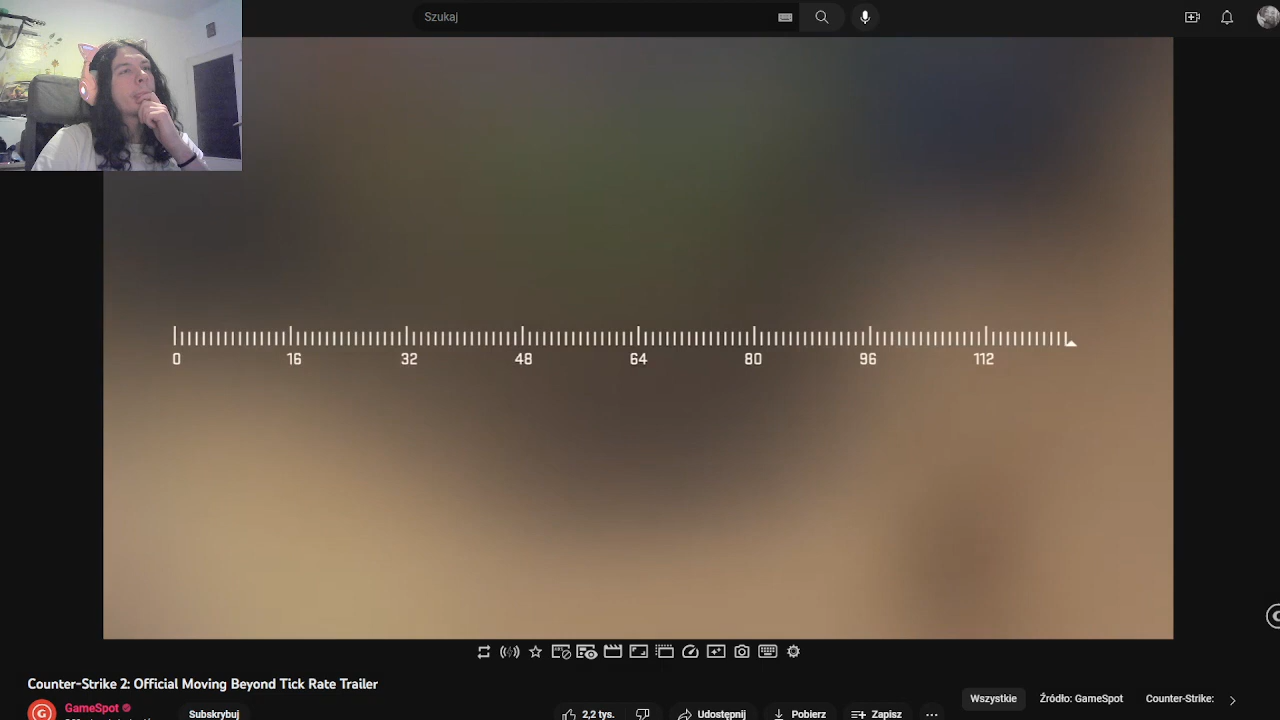 Szukaj
0 16 32 48 64 80 96 112
Counter-Strike 2: Official Moving Beyond Tick Rate Trailer
GameSpot
Subskrybuj
2,2 tys.
Udostępnij
Pobierz
Zapisz
Wszystkie
Źródło: GameSpot
Counter-Strike: